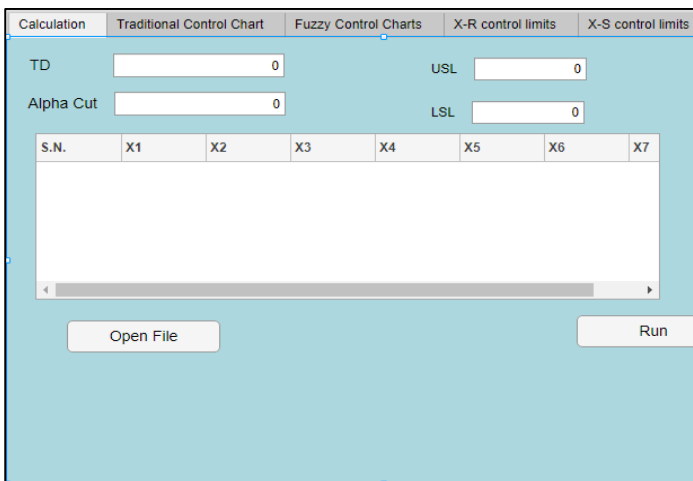 Calculation Traditional Control Chart Fuzzy Control Charts X-R control limits X-S control limits
TD 0 USL 0
Alpha Cut 0 LSL 0
S.N. X1 X2 X3 X4 X5 X6 X7
Open File Run